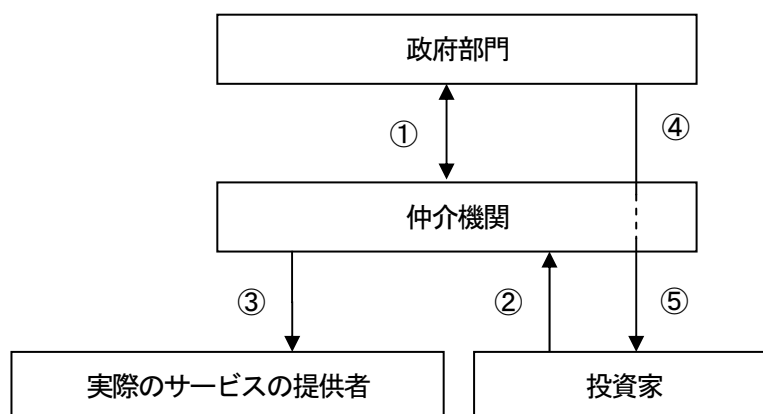 政府部門
①
④
仲介機関
③
②
⑤
実際のサービスの提供者
投資家